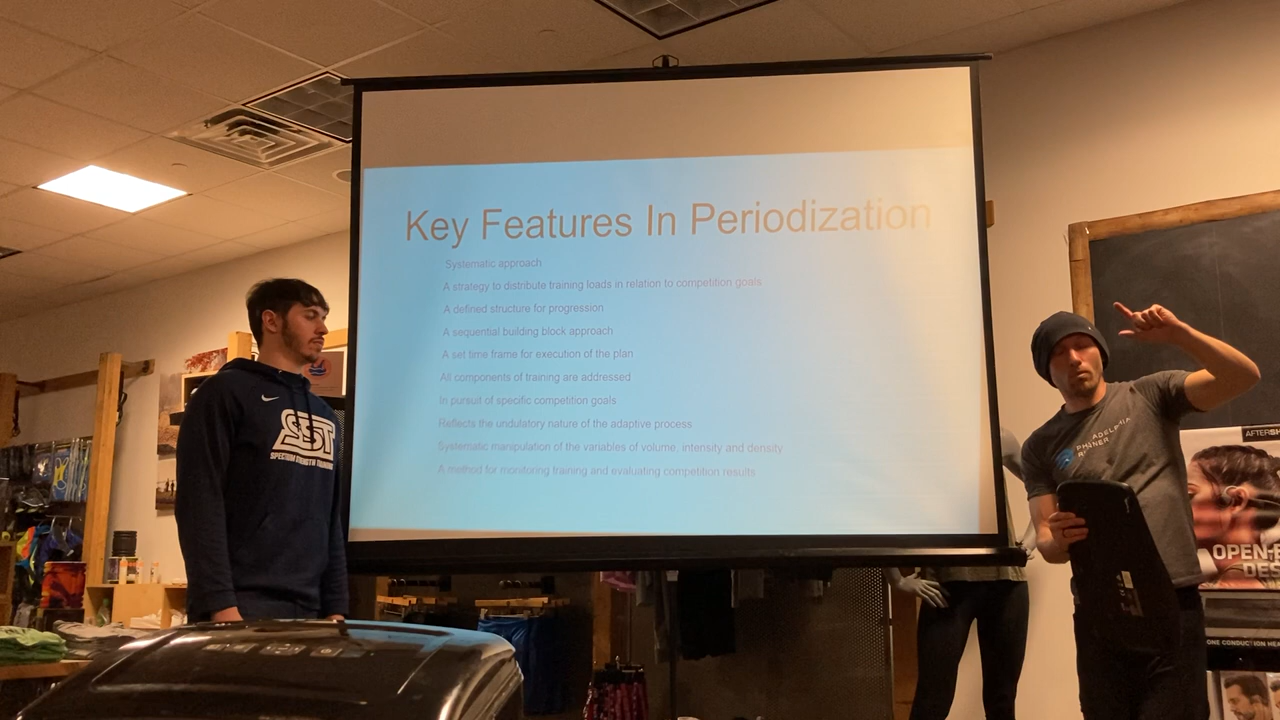 Key Features In Periodization
Systematic approach
A strategy to distribute training loads in relation to competition goals
A defined structure for progression
A sequential building block approach
A set time frame for execution of the plan
All components of training are addressed
In pursuit of specific competition goals
Reflects the undulatory nature of the adaptive process
Systematic manipulation of the variables of volume, intensity and density
A method for monitoring training and evaluating competition results
SST
SPECTRUM STRENGTH TRAINING
PHILADELPHIA
RUNNER
AFTERSH
OPEN-E
DES
ONE CONDUCTION HEA